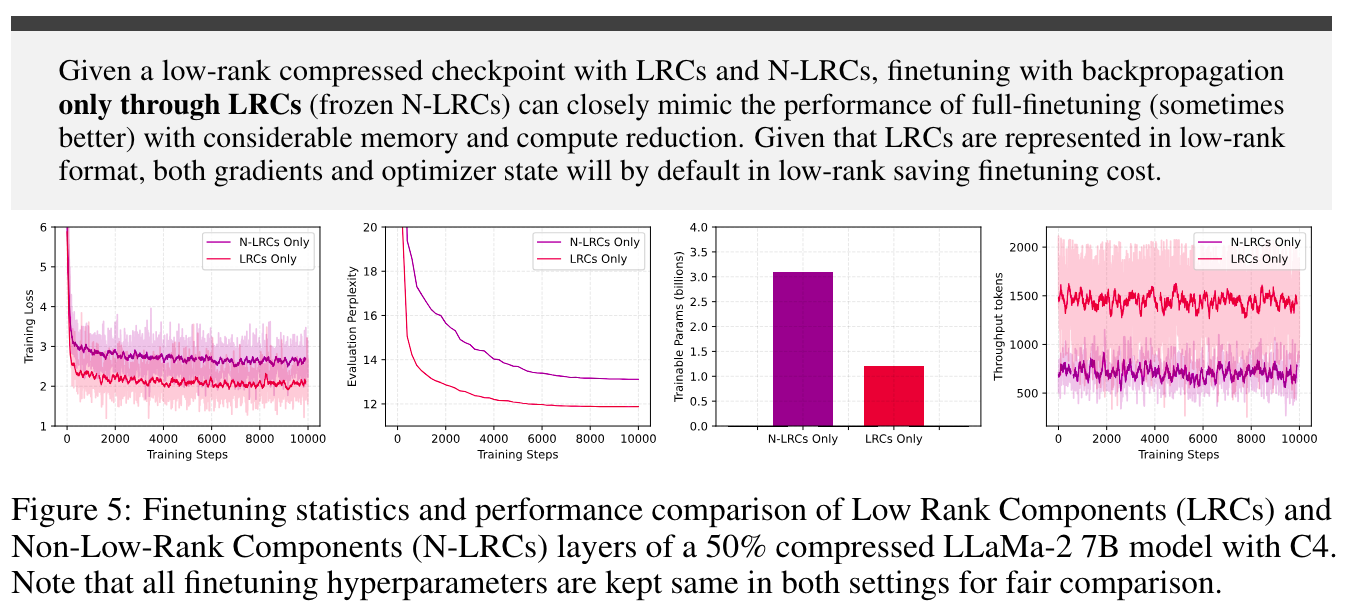 Given a low-rank compressed checkpoint with LRCs and N-LRCs, finetuning with backpropagation
only through LRCs (frozen N-LRCs) can closely mimic the performance of full-finetuning (sometimes
better) with considerable memory and compute reduction. Given that LRCs are represented in low-rank
format, both gradients and optimizer state will by default in low-rank saving finetuning cost.
6
5
4
3
2
1
Training Loss
N-LRCs Only
LRCs Only
0 2000 4000 6000 8000 10000
Training Steps
20
18
16
14
12
Evaluation Perplexity
N-LRCs Only
LRCs Only
0 2000 4000 6000 8000 10000
Training Steps
4.0
3.5
3.0
2.5
2.0
1.5
1.0
0.5
0.0
Trainable Params (billions)
N-LRCs Only LRCs Only
2000
1500
1000
500
Throughput tokens
N-LRCs Only
LRCs Only
0 2000 4000 6000 8000 10000
Training Steps
Figure 5: Finetuning statistics and performance comparison of Low Rank Components (LRCs) and
Non-Low-Rank Components (N-LRCs) layers of a 50% compressed LLaMa-2 7B model with C4.
Note that all finetuning hyperparameters are kept same in both settings for fair comparison.